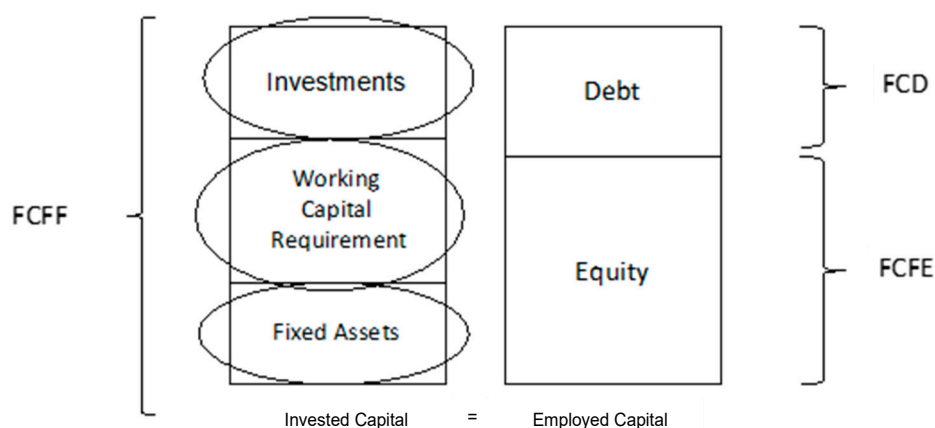 Investments
Debt
FCD
Working
Capital
Requirement
FCFF
Equity
FCFE
Fixed Assets
Invested Capital = Employed Capital